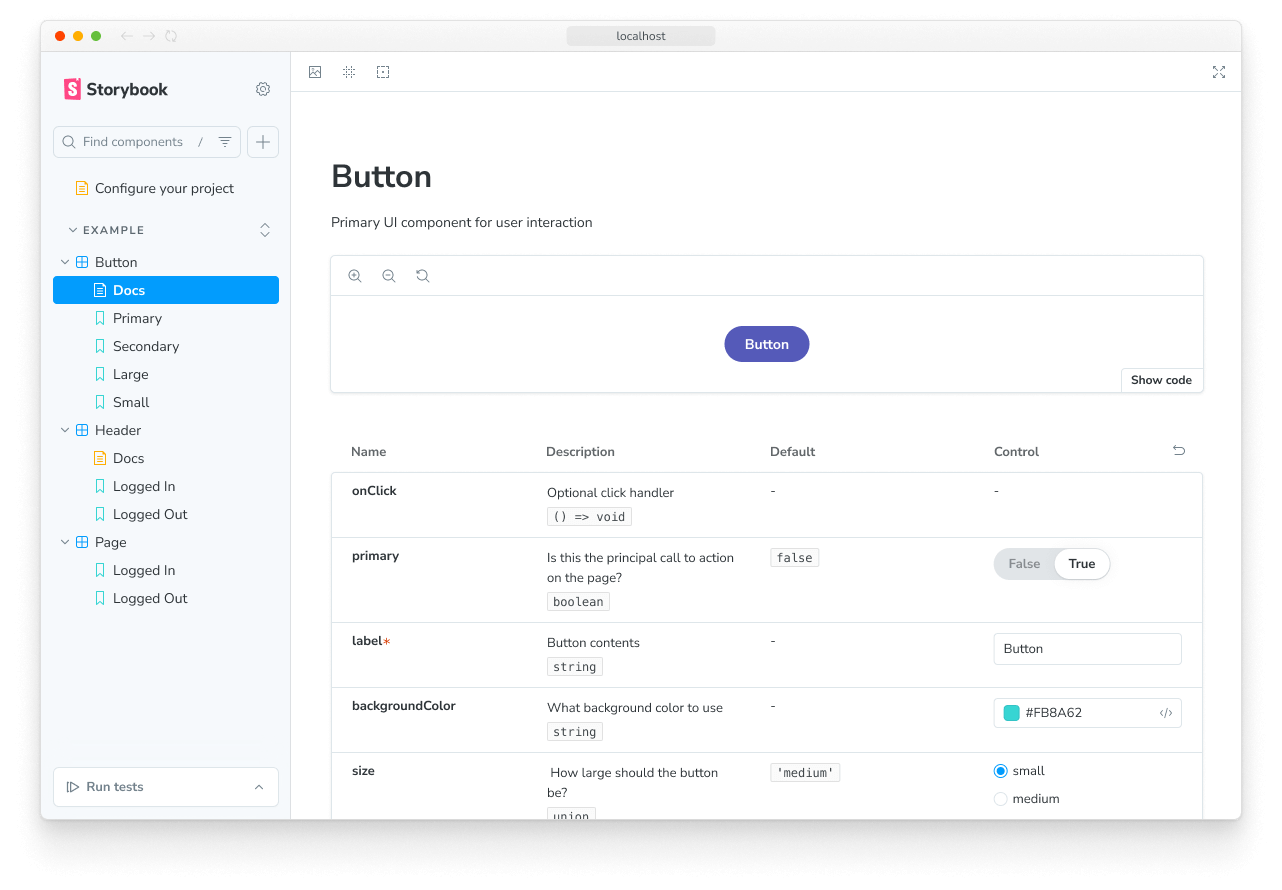 localhost
Storybook
Find components /
Configure your project
EXAMPLE
Button
Docs
Primary
Secondary
Large
Small
Header
Docs
Logged In
Logged Out
Page
Logged In
Logged Out
Run tests
Button
Primary UI component for user interaction
Button
Show code
Name Description Default Control
onClick Optional click handler - -
() => void
primary Is this the principal call to action false False True
on the page?
boolean
label* Button contents - Button
string
backgroundColor What background color to use - #FB8A62 </>
string
size How large should the button 'medium' small
be? medium
union